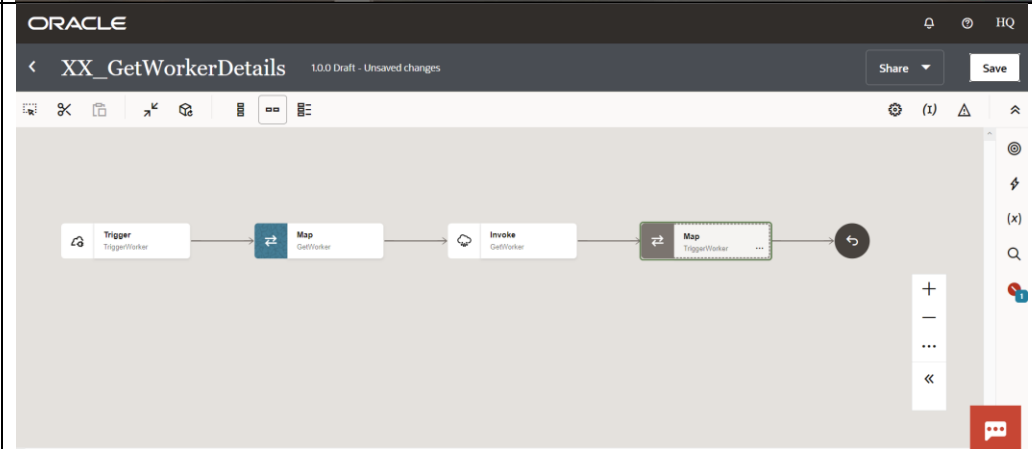 ORACLE
HQ
XX_GetWorkerDetails 1.0.0 Draft - Unsaved changes
Share
Save
(I)
(x)
Trigger
TriggerWorker
Map
GetWorker
Invoke
GetWorker
Map
TriggerWorker
...
1